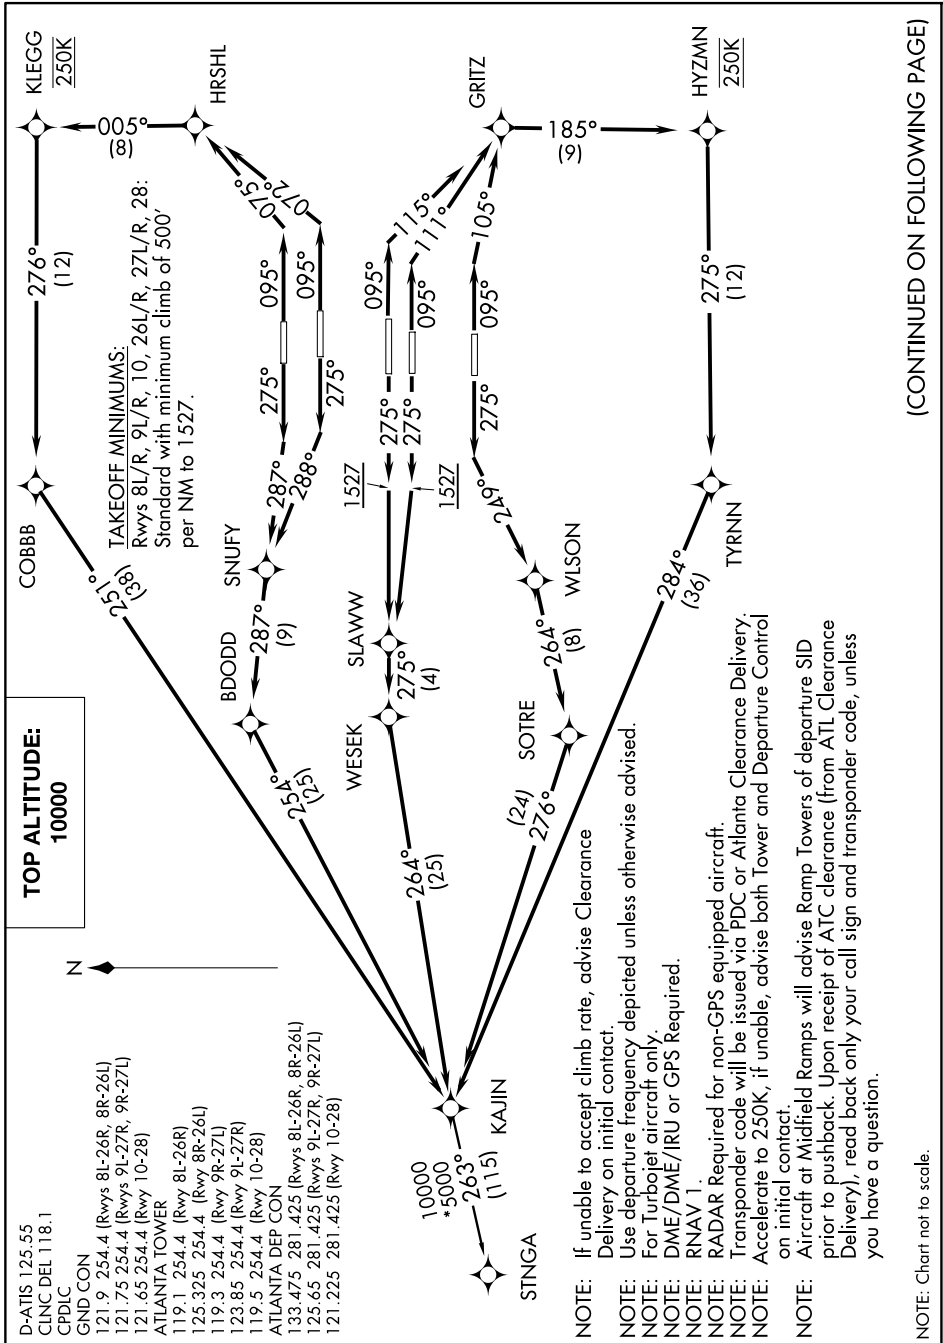 D-ATIS 125.55
CLNC DEL 118.1
CPDLC
GND CON
121.9 254.4 (Rwys 8L-26R, 8R-26L)
121.75 254.4 (Rwys 9L-27R, 9R-27L)
121.65 254.4 (Rwy 10-28)
ATLANTA TOWER
119.1 254.4 (Rwy 8L-26R)
125.325 254.4 (Rwy 8R-26L)
119.3 254.4 (Rwy 9R-27L)
123.85 254.4 (Rwy 9L-27R)
119.5 254.4 (Rwy 10-28)
ATLANTA DEP CON
133.475 281.425 (Rwys 8L-26R, 8R-26L)
125.65 281.425 (Rwys 9L-27R, 9R-27L)
121.225 281.425 (Rwy 10-28)
N
TOP ALTITUDE:
10000
TAKEOFF MINIMUMS:
Rwys 8L/R, 9L/R, 10, 26L/R, 27L/R, 28:
Standard with minimum climb of 500'
per NM to 1527.
COBBB
276°
(12)
KLEGG
250K
005°
(8)
HRSHL
251°
(38)
SNUFY
287°
288°
275°
275°
095°
095°
075°
072°
BDODD
287°
(9)
254°
(25)
SLAWW
1527
275°
275°
1527
095°
095°
115°
111°
GRITZ
WESEK
275°
(4)
264°
(25)
275°
095°
105°
249°
WLSON
264°
(8)
SOTRE
(24)
276°
185°
(9)
HYZMN
250K
275°
(12)
TYRNN
284°
(36)
KAJIN
10000
*5000
263°
(115)
STNGA
NOTE: If unable to accept climb rate, advise Clearance
Delivery on initial contact.
NOTE: Use departure frequency depicted unless otherwise advised.
NOTE: For Turbojet aircraft only.
NOTE: DME/DME/IRU or GPS Required.
NOTE: RNAV 1.
NOTE: RADAR Required for non-GPS equipped aircraft.
NOTE: Transponder code will be issued via PDC or Atlanta Clearance Delivery.
NOTE: Accelerate to 250K, if unable, advise both Tower and Departure Control
on initial contact.
NOTE: Aircraft at Midfield Ramps will advise Ramp Towers of departure SID
prior to pushback. Upon receipt of ATC clearance (from ATL Clearance
Delivery), read back only your call sign and transponder code, unless
you have a question.
(CONTINUED ON FOLLOWING PAGE)
NOTE: Chart not to scale.